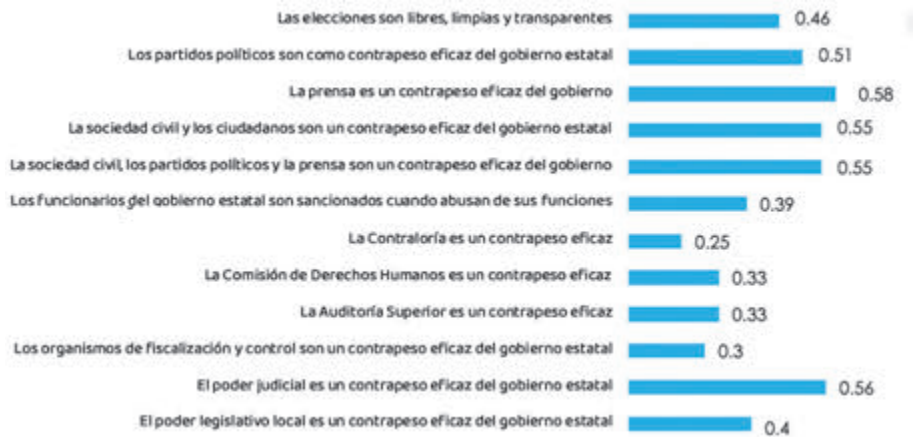 Las elecciones son libres, limpias y transparentes 0.46
Los partidos políticos son como contrapeso eficaz del gobierno estatal 0.51
La prensa es un contrapeso eficaz del gobierno 0.58
La sociedad civil y los ciudadanos son un contrapeso eficaz del gobierno estatal 0.55
La sociedad civil, los partidos políticos y la prensa son un contrapeso eficaz del gobierno 0.55
Los funcionarios del gobierno estatal son sancionados cuando abusan de sus funciones 0.39
La Contraloría es un contrapeso eficaz 0.25
La Comisión de Derechos Humanos es un contrapeso eficaz 0.33
La Auditoría Superior es un contrapeso eficaz 0.33
Los organismos de fiscalización y control son un contrapeso eficaz del gobierno estatal 0.3
El poder judicial es un contrapeso eficaz del gobierno estatal 0.56
El poder legislativo local es un contrapeso eficaz del gobierno estatal 0.4